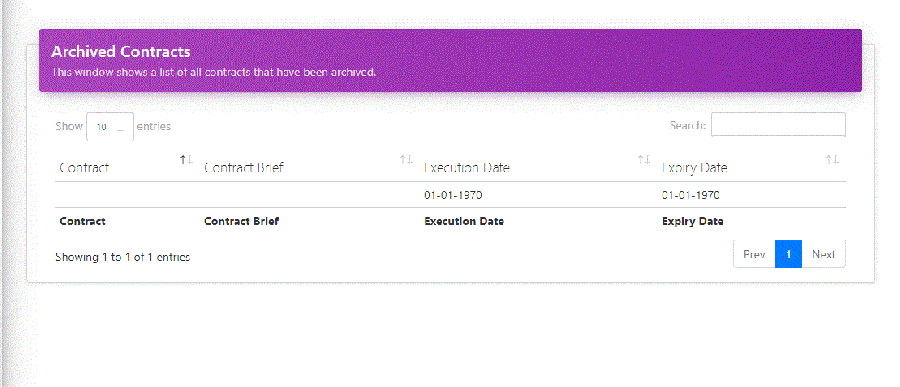 Archived Contracts
This window shows a list of all contracts that have been archived.
Show 10 entries Search:
Contract Contract Brief Execution Date Expiry Date
01-01-1970 01-01-1970
Contract Contract Brief Execution Date Expiry Date
Showing 1 to 1 of 1 entries Prev 1 Next